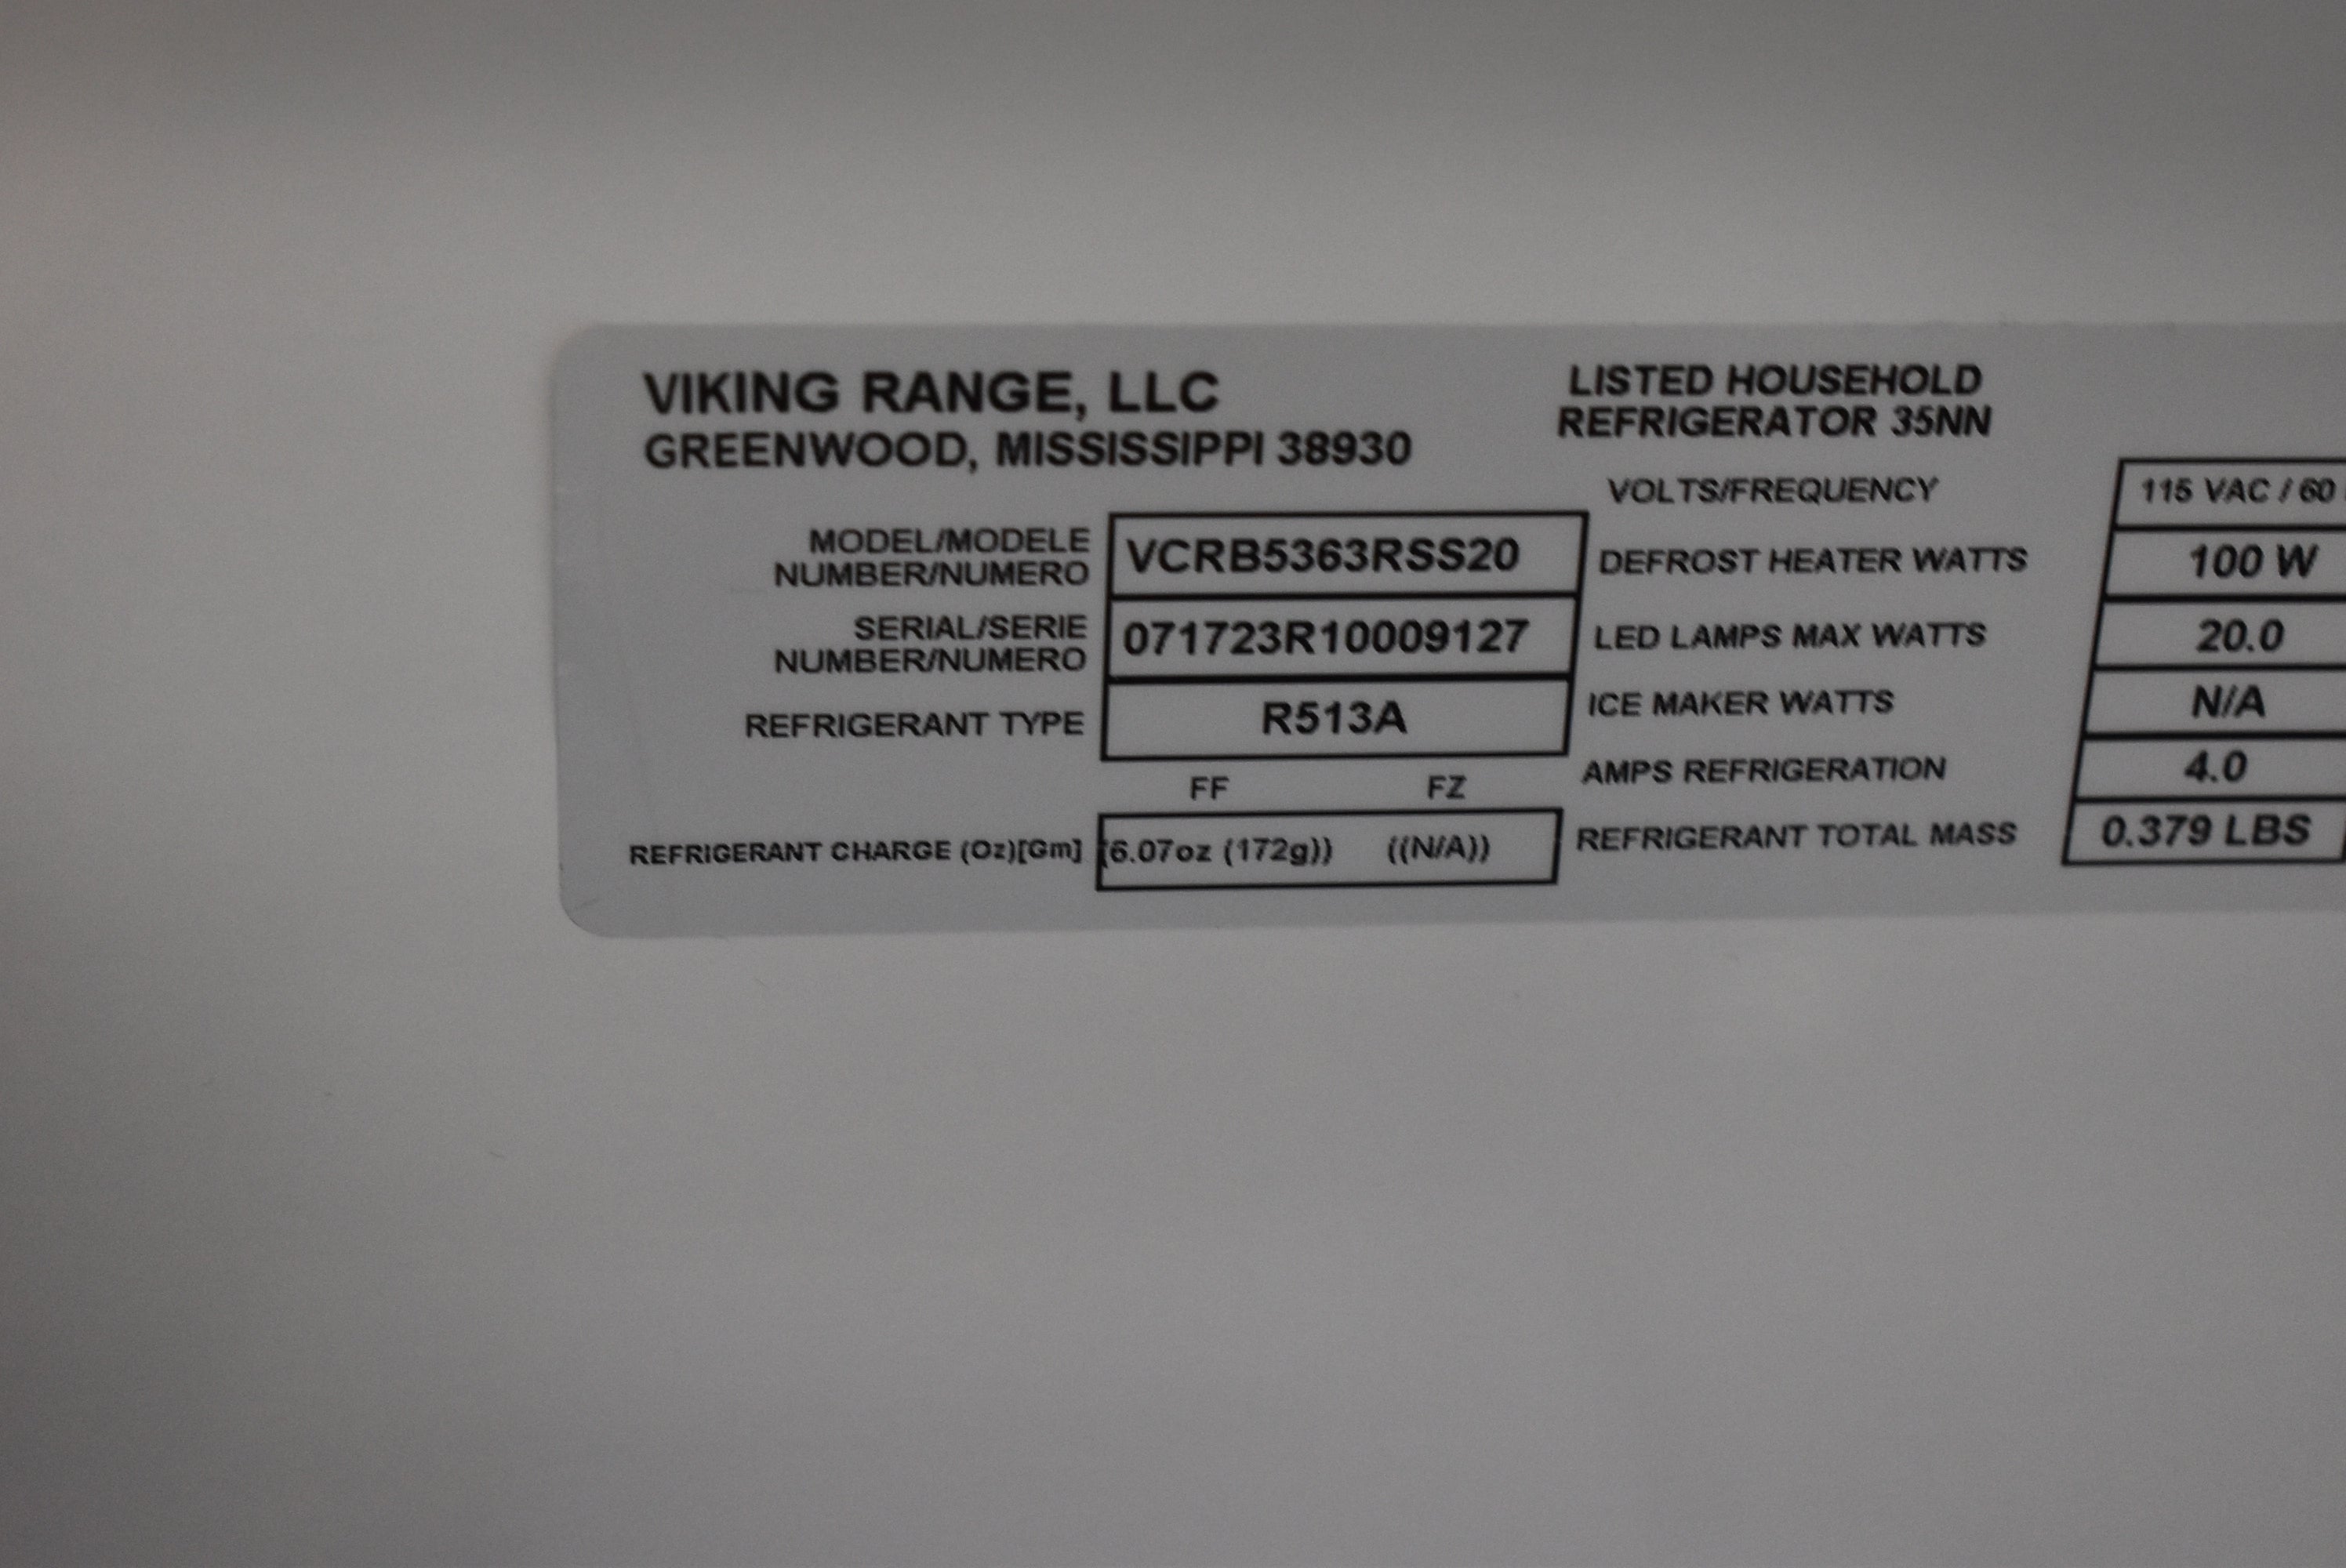 VIKING RANGE, LLC
GREENWOOD, MISSISSIPPI 38930
MODEL/MODELE
NUMBER/NUMERO
VCRB5363RSS20
SERIAL/SERIE
NUMBER/NUMERO
071723R10009127
REFRIGERANT TYPE
R513A
FF FZ
REFRIGERANT CHARGE (Oz)[Gm] (6.07oz (172g)) ((N/A))
LISTED HOUSEHOLD
REFRIGERATOR 35NN
VOLTS/FREQUENCY 115 VAC / 60
DEFROST HEATER WATTS 100 W
LED LAMPS MAX WATTS 20.0
ICE MAKER WATTS N/A
AMPS REFRIGERATION 4.0
REFRIGERANT TOTAL MASS 0.379 LBS